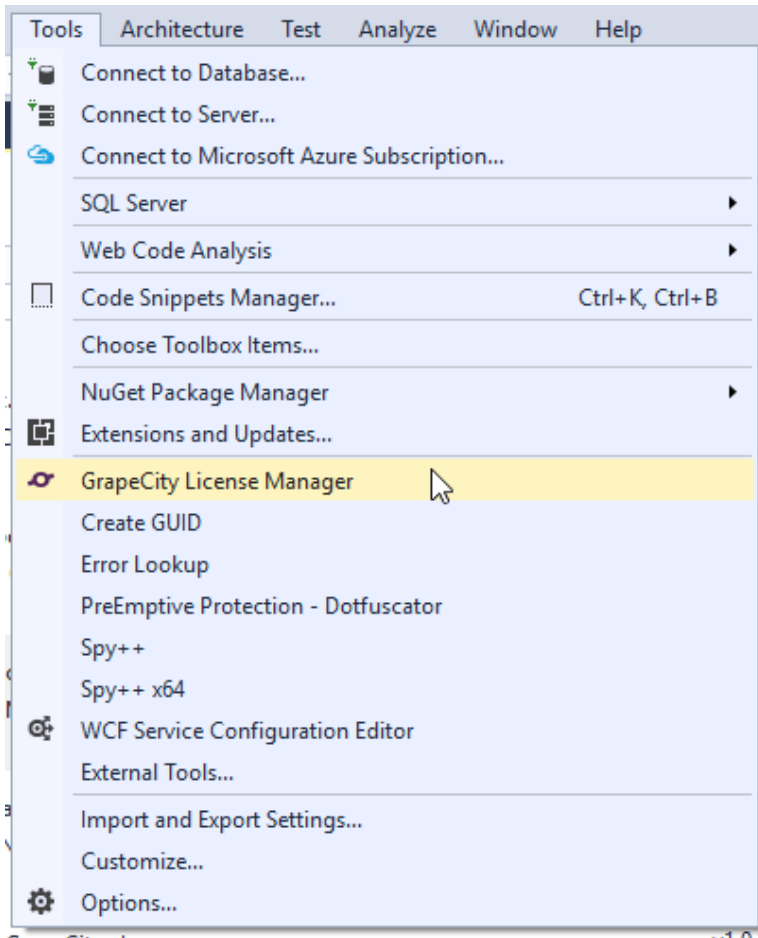 Tools Architecture Test Analyze Window Help
Connect to Database...
Connect to Server...
Connect to Microsoft Azure Subscription...
SQL Server
Web Code Analysis
Code Snippets Manager... Ctrl+K, Ctrl+B
Choose Toolbox Items...
NuGet Package Manager
Extensions and Updates...
GrapeCity License Manager
Create GUID
Error Lookup
PreEmptive Protection - Dotfuscator
Spy++
Spy++ x64
WCF Service Configuration Editor
External Tools...
Import and Export Settings...
Customize...
Options...